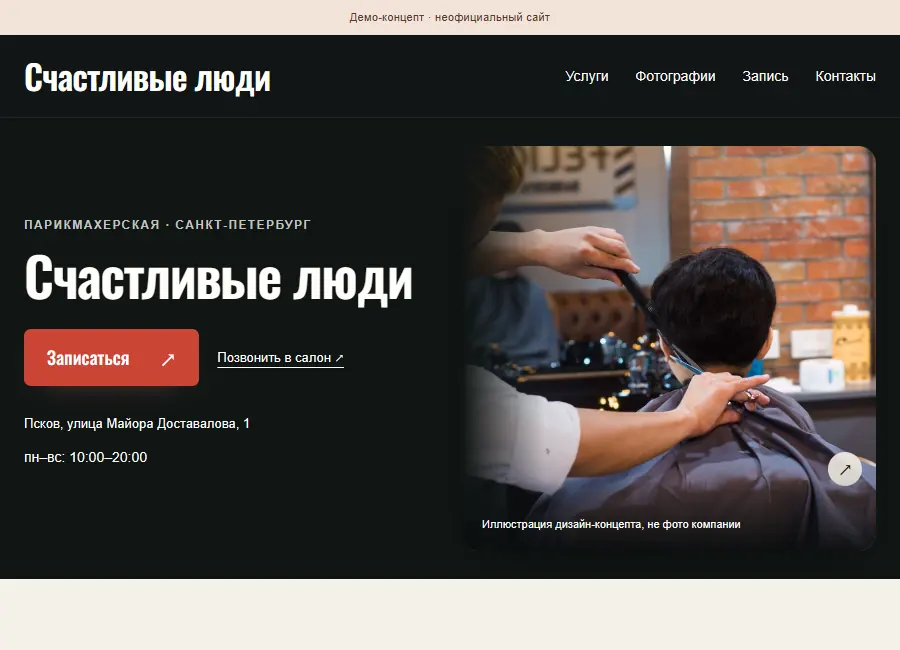 Демо-концепт · неофициальный сайт
Счастливые люди
Услуги
Фотографии
Запись
Контакты
ПАРИКМАХЕРСКАЯ · САНКТ-ПЕТЕРБУРГ
Счастливые люди
Записаться ↗
Позвонить в салон ↗
Псков, улица Майора Доставалова, 1
пн–вс: 10:00–20:00
Иллюстрация дизайн-концепта, не фото компании